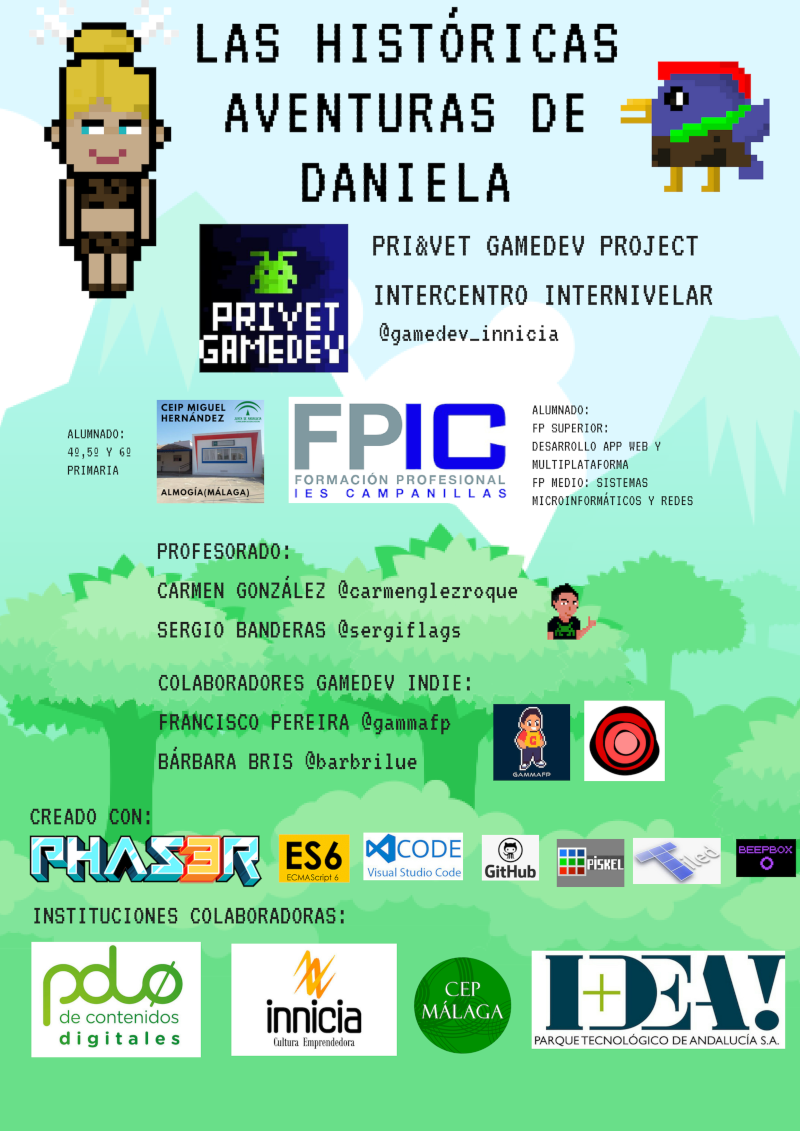 LAS HISTÓRICAS
AVENTURAS DE
DANIELA
PRIVET
GAMEDEV
PRI&VET GAMEDEV PROJECT
INTERCENTRO INTERNIVELAR
@gamedev_innicia
ALUMNADO:
4º,5º Y 6º
PRIMARIA
CEIP MIGUEL
HERNÁNDEZ
ALMOGÍA(MÁLAGA)
FPIC
FORMACIÓN PROFESIONAL
IES CAMPANILLAS
ALUMNADO:
FP SUPERIOR:
DESARROLLO APP WEB Y
MULTIPLATAFORMA
FP MEDIO: SISTEMAS
MICROINFORMÁTICOS Y REDES
PROFESORADO:
CARMEN GONZÁLEZ @carmenglezroque
SERGIO BANDERAS @sergiflags
COLABORADORES GAMEDEV INDIE:
FRANCISCO PEREIRA @gammafp
BÁRBARA BRIS @barbrilue
GAMMAFP
CREADO CON:
PHAS3R
ES6
ECMAScript 6
CODE
Visual Studio Code
GitHub
PISKEL
Tiled
BEEPBOX
INSTITUCIONES COLABORADORAS:
pdlo
de contenidos
digitales
innicia
Cultura Emprendedora
CEP
MÁLAGA
I+DEA!
PARQUE TECNOLÓGICO DE ANDALUCÍA S.A.